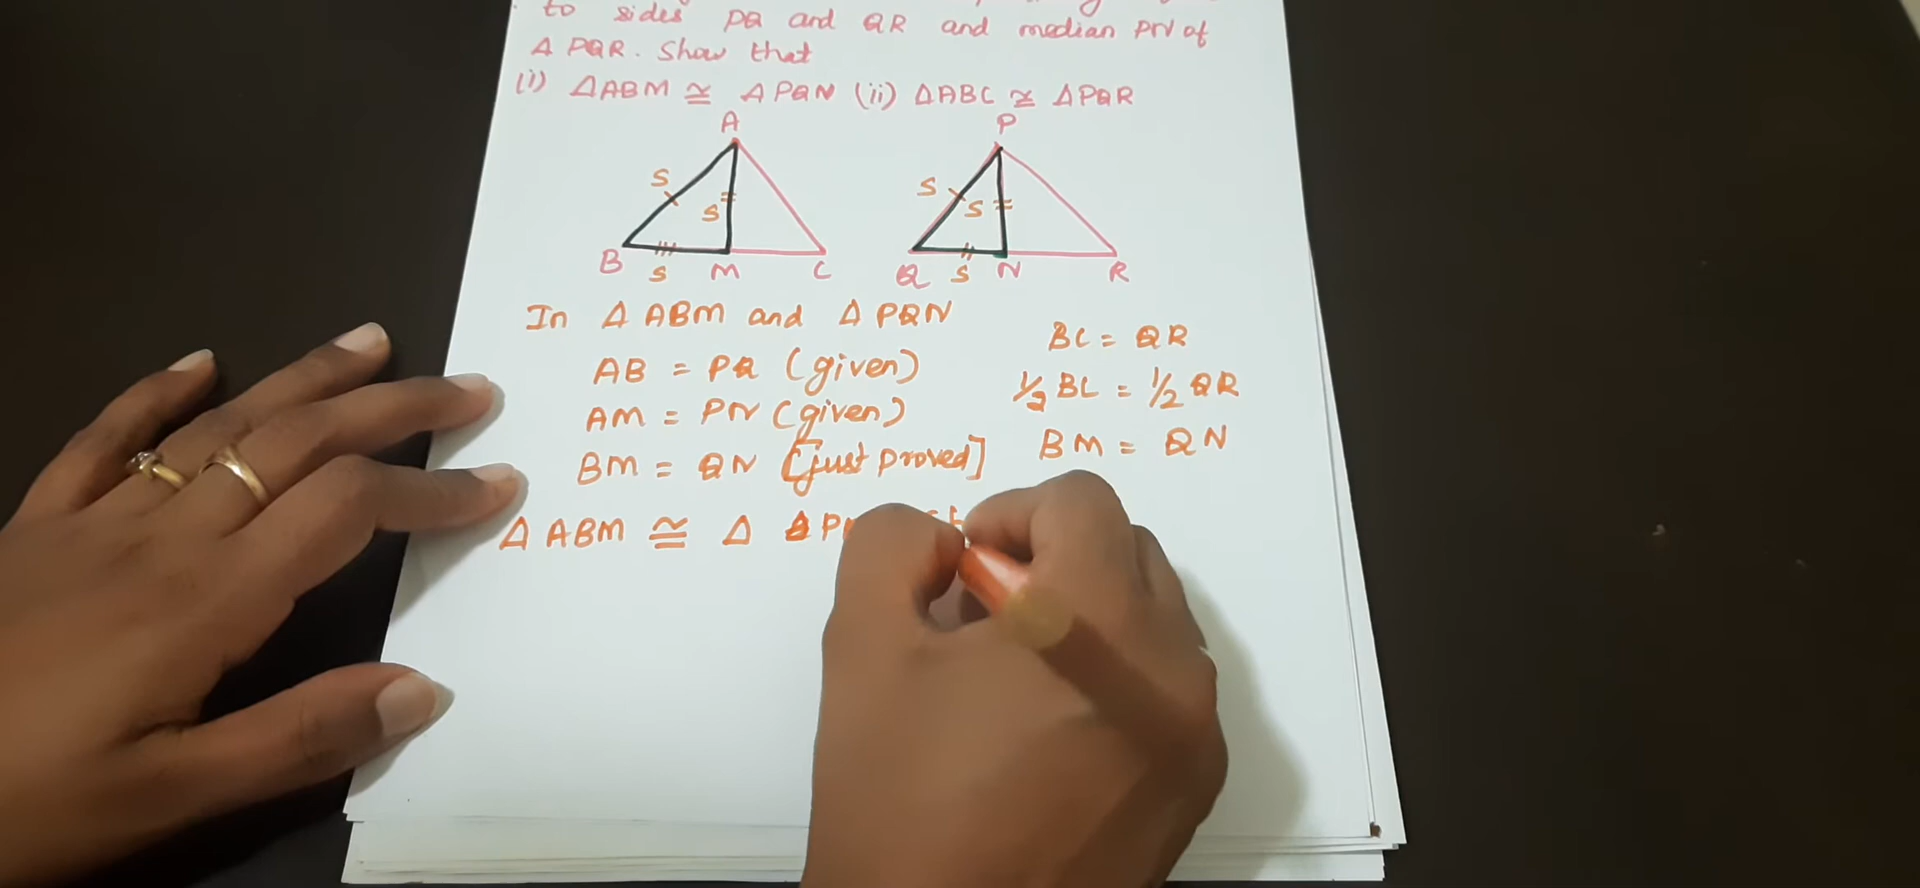 to sides PQ and QR and median PN of
Δ PQR. Show that
(i) ΔABM ≅ Δ PQN (ii) ΔABC ≅ ΔPQR
A
P
S
S
S
S
B
S
M
C
Q
S
N
R
In Δ ABM and Δ PQN
AB = PQ (given)
AM = PN (given)
BM = QN [just proved]
Δ ABM ≅ Δ
BC = QR
1/2 BC = 1/2 QR
BM = QN